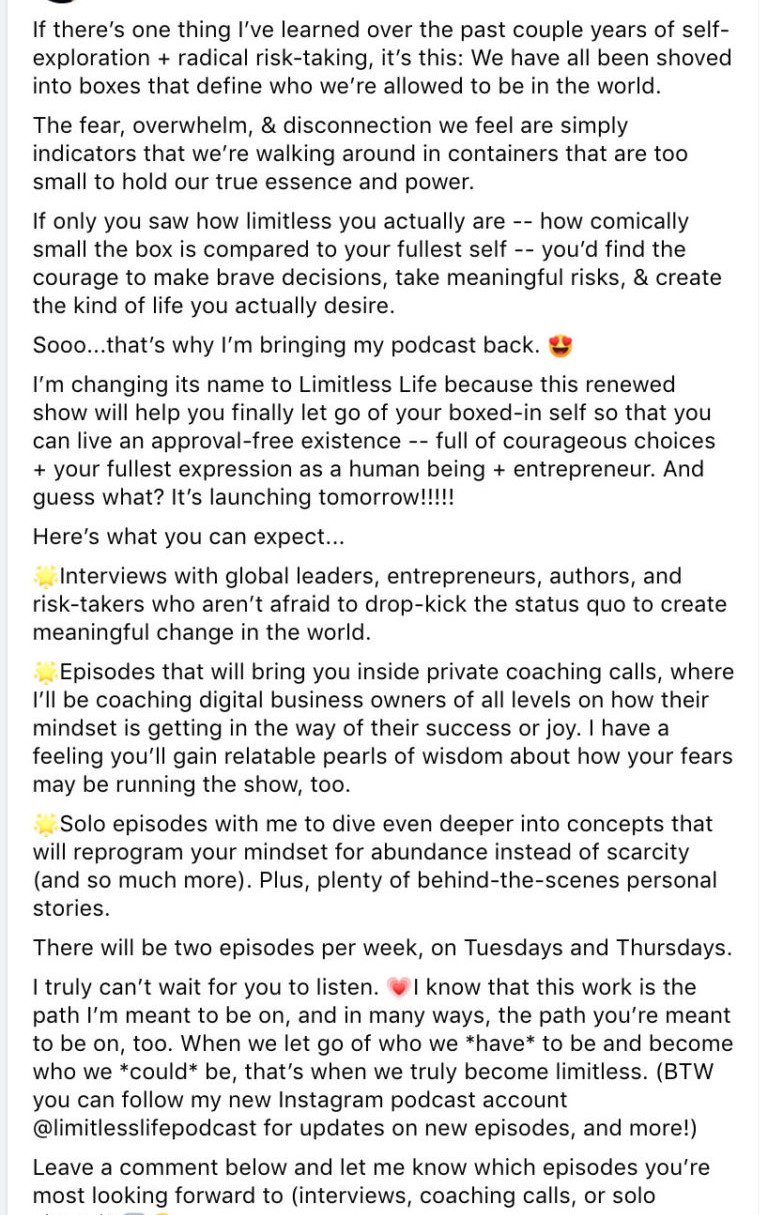 If there’s one thing I’ve learned over the past couple years of self-
exploration + radical risk-taking, it’s this: We have all been shoved
into boxes that define who we’re allowed to be in the world.
The fear, overwhelm, & disconnection we feel are simply
indicators that we’re walking around in containers that are too
small to hold our true essence and power.
If only you saw how limitless you actually are -- how comically
small the box is compared to your fullest self -- you’d find the
courage to make brave decisions, take meaningful risks, & create
the kind of life you actually desire.
Sooo...that’s why I’m bringing my podcast back. 😍
I’m changing its name to Limitless Life because this renewed
show will help you finally let go of your boxed-in self so that you
can live an approval-free existence -- full of courageous choices
+ your fullest expression as a human being + entrepreneur. And
guess what? It’s launching tomorrow!!!!!
Here’s what you can expect...
🌟Interviews with global leaders, entrepreneurs, authors, and
risk-takers who aren’t afraid to drop-kick the status quo to create
meaningful change in the world.
🌟Episodes that will bring you inside private coaching calls, where
I’ll be coaching digital business owners of all levels on how their
mindset is getting in the way of their success or joy. I have a
feeling you’ll gain relatable pearls of wisdom about how your fears
may be running the show, too.
🌟Solo episodes with me to dive even deeper into concepts that
will reprogram your mindset for abundance instead of scarcity
(and so much more). Plus, plenty of behind-the-scenes personal
stories.
There will be two episodes per week, on Tuesdays and Thursdays.
I truly can’t wait for you to listen. 💗I know that this work is the
path I’m meant to be on, and in many ways, the path you’re meant
to be on, too. When we let go of who we *have* to be and become
who we *could* be, that’s when we truly become limitless. (BTW
you can follow my new Instagram podcast account
@limitlesslifepodcast for updates on new episodes, and more!)
Leave a comment below and let me know which episodes you’re
most looking forward to (interviews, coaching calls, or solo